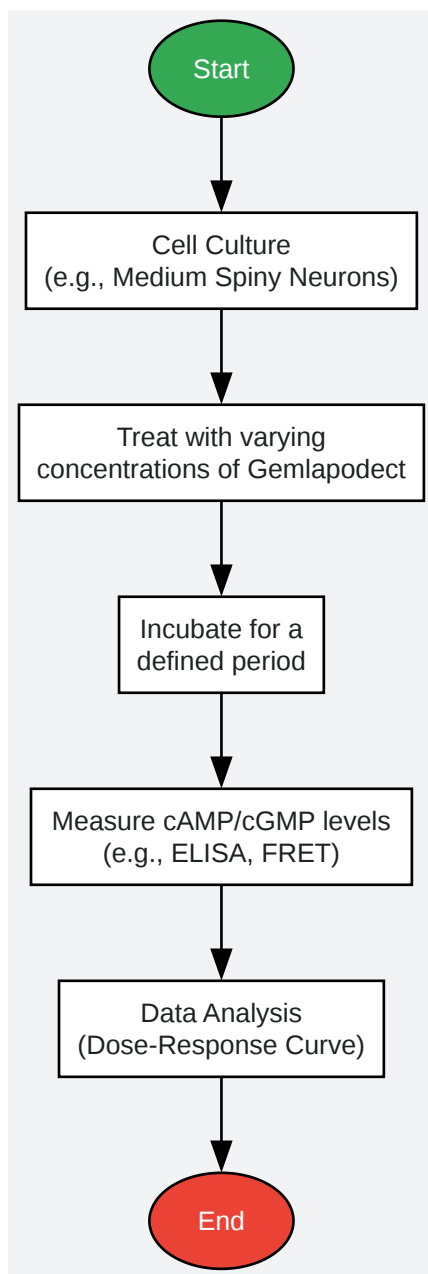 Start
Cell Culture
(e.g., Medium Spiny Neurons)
Treat with varying
concentrations of Gemlapodect
Incubate for a
defined period
Measure cAMP/cGMP levels
(e.g., ELISA, FRET)
Data Analysis
(Dose-Response Curve)
End